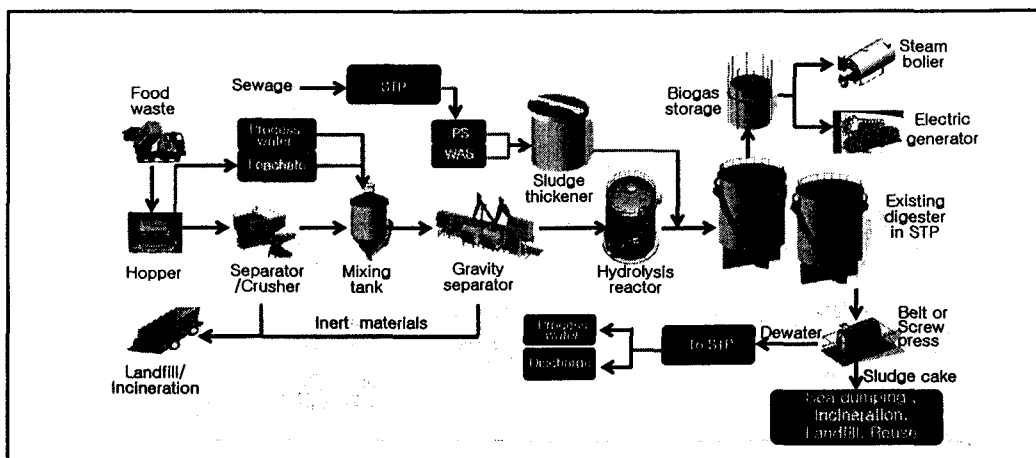 Food
waste
Sewage
STP
Process
water
Leachate
PS
WAS
Sludge
thickener
Biogas
storage
Steam
bolier
Electric
generator
Hopper
Separator
/Crusher
Mixing
tank
Gravity
separator
Hydrolysis
reactor
Existing
digester
in STP
Inert materials
Landfill/
Incineration
Process
water
Discharge
To STP
Dewater
Belt or
Screw
press
Sludge cake
Sea dumping
Incineration,
Landfill, Reuse